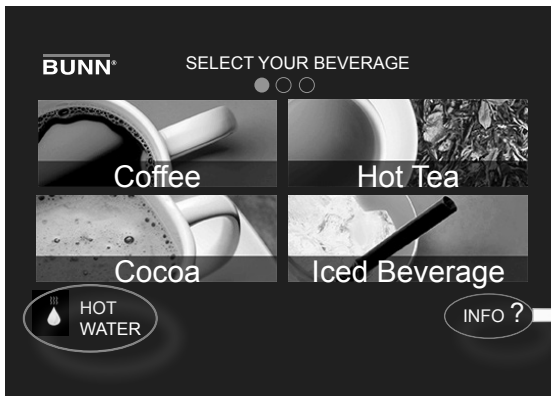 BUNN®
SELECT YOUR BEVERAGE
Coffee
Hot Tea
Cocoa
Iced Beverage
HOT
WATER
INFO ?